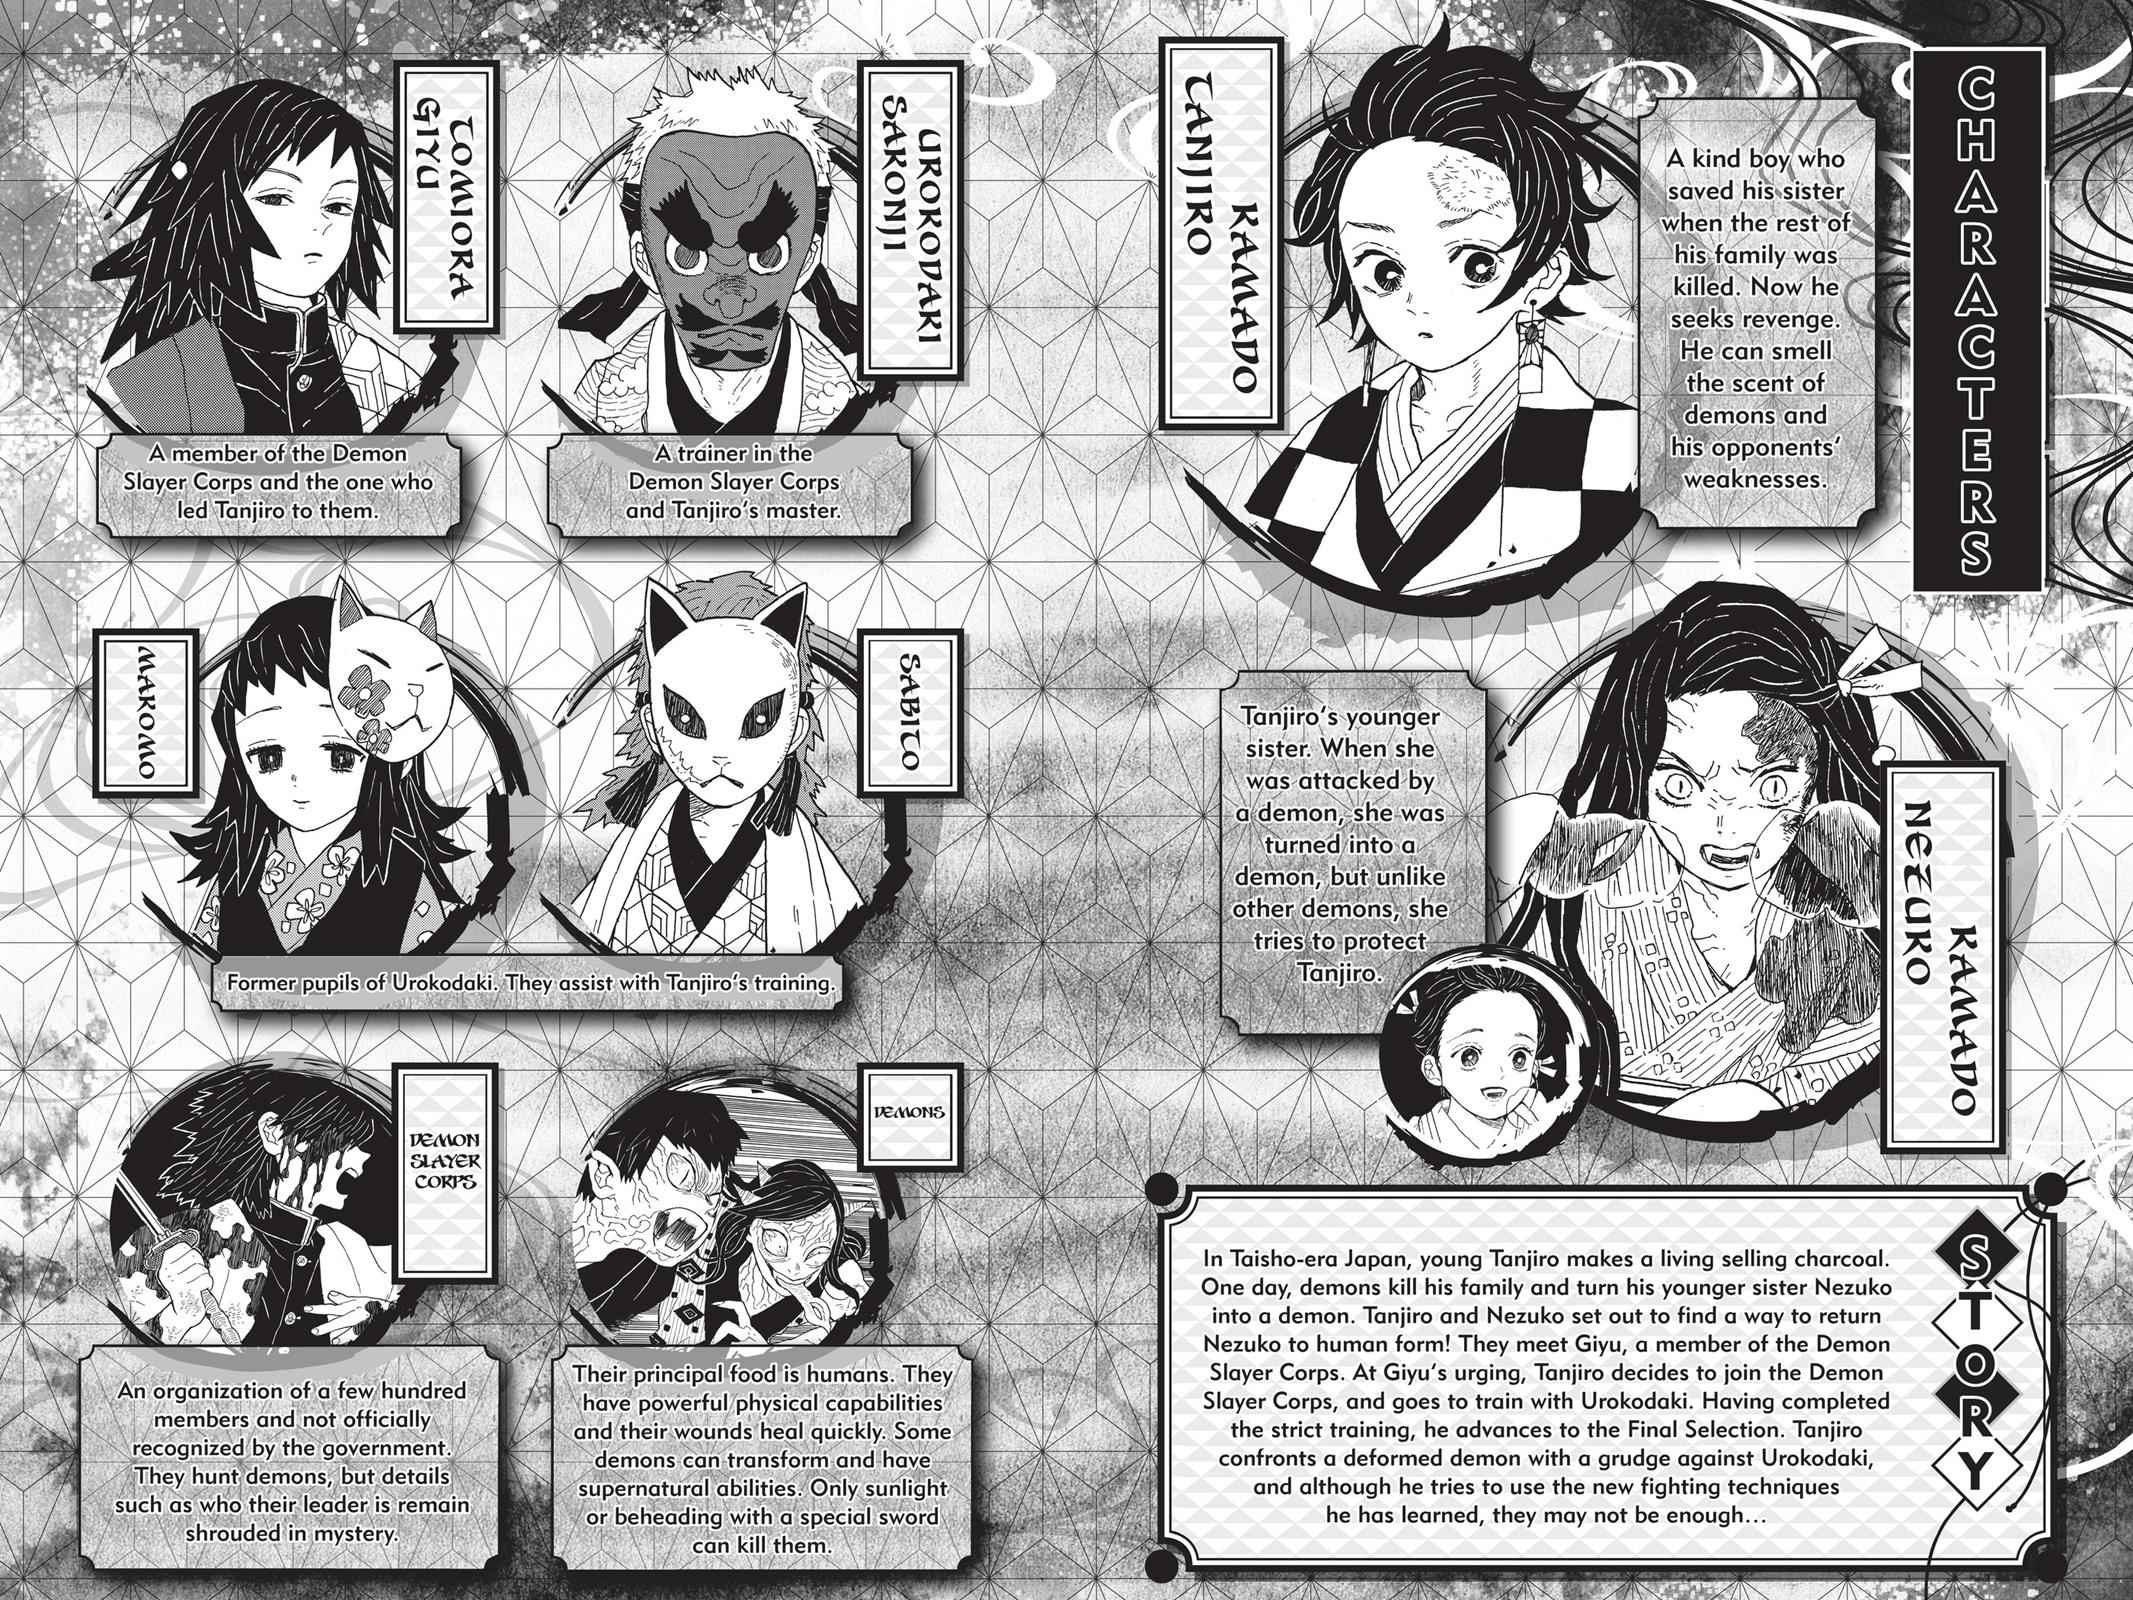 CHARACTERS
KAMADO
TANJIRO
A kind boy who
saved his sister
when the rest of
his family was
killed. Now he
seeks revenge.
He can smell
the scent of
demons and
his opponents'
weaknesses.
KAMADO
NEZUKO
Tanjiro's younger
sister. When she
was attacked by
a demon, she was
turned into a
demon, but unlike
other demons, she
tries to protect
Tanjiro.
STORY
In Taisho-era Japan, young Tanjiro makes a living selling charcoal.
One day, demons kill his family and turn his younger sister Nezuko
into a demon. Tanjiro and Nezuko set out to find a way to return
Nezuko to human form! They meet Giyu, a member of the Demon
Slayer Corps. At Giyu's urging, Tanjiro decides to join the Demon
Slayer Corps, and goes to train with Urokodaki. Having completed
the strict training, he advances to the Final Selection. Tanjiro
confronts a deformed demon with a grudge against Urokodaki,
and although he tries to use the new fighting techniques
he has learned, they may not be enough...
UROKODAKI
SAKONJI
A trainer in the
Demon Slayer Corps
and Tanjiro's master.
TOMIOKA
GIYU
A member of the Demon
Slayer Corps and the one who
led Tanjiro to them.
SABITO
MAKOMO
Former pupils of Urokodaki. They assist with Tanjiro's training.
DEMONS
Their principal food is humans. They
have powerful physical capabilities
and their wounds heal quickly. Some
demons can transform and have
supernatural abilities. Only sunlight
or beheading with a special sword
can kill them.
DEMON
SLAYER
CORPS
An organization of a few hundred
members and not officially
recognized by the government.
They hunt demons, but details
such as who their leader is remain
shrouded in mystery.